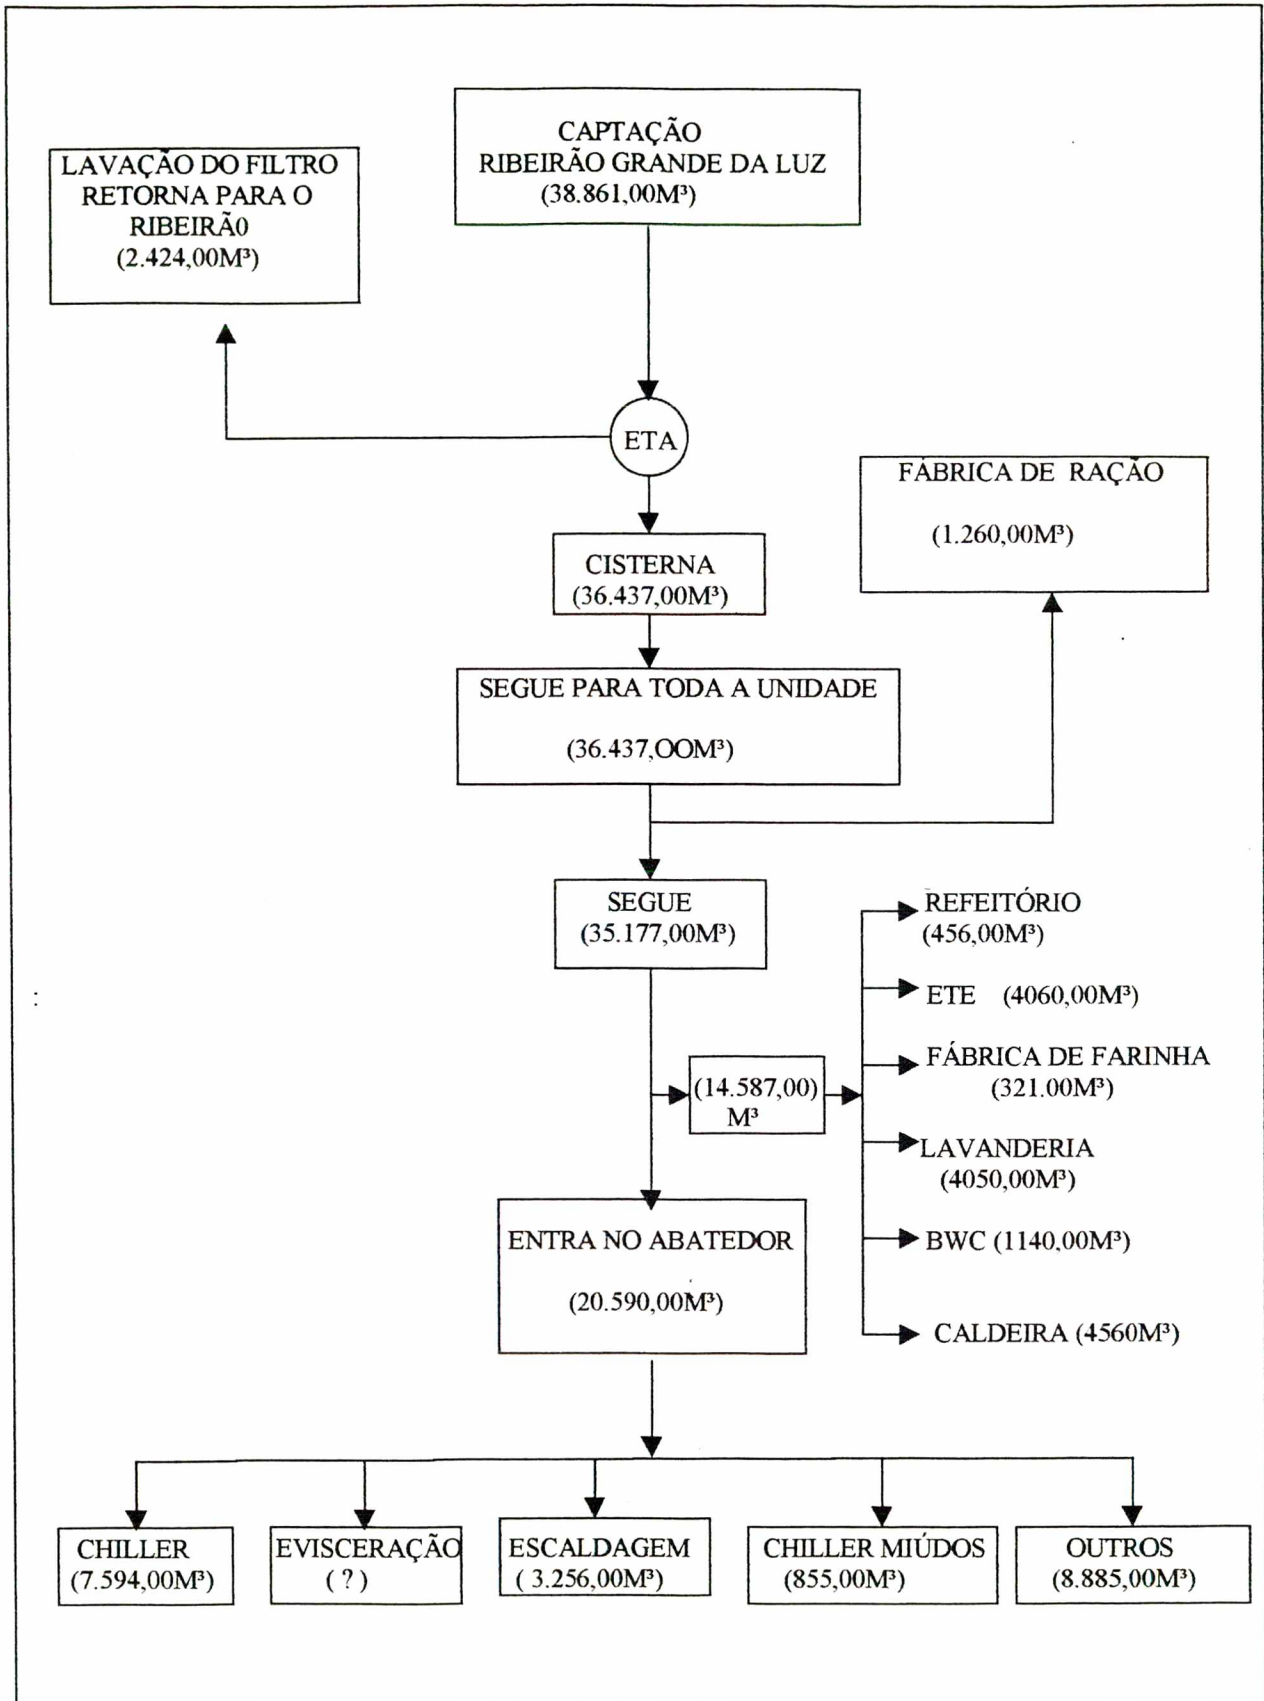 CAPTAÇÃO
RIBEIRÃO GRANDE DA LUZ
(38.861,00M³)
LAVAÇÃO DO FILTRO
RETORNA PARA O
RIBEIRÃ0
(2.424,00M³)
ETA
FÁBRICA DE RAÇÃO
(1.260,00M³)
CISTERNA
(36.437,00M³)
SEGUE PARA TODA A UNIDADE
(36.437,OOM³)
SEGUE
(35.177,00M³)
REFEITÓRIO
(456,00M³)
ETE (4060,00M³)
FÁBRICA DE FARINHA
(321.00M³)
(14.587,00)
M³
LAVANDERIA
(4050,00M³)
BWC (1140,00M³)
CALDEIRA (4560M³)
ENTRA NO ABATEDOR
(20.590,00M³)
CHILLER
(7.594,00M³)
EVISCERAÇÃO
( ? )
ESCALDAGEM
( 3.256,00M³)
CHILLER MIÚDOS
(855,00M³)
OUTROS
(8.885,00M³)